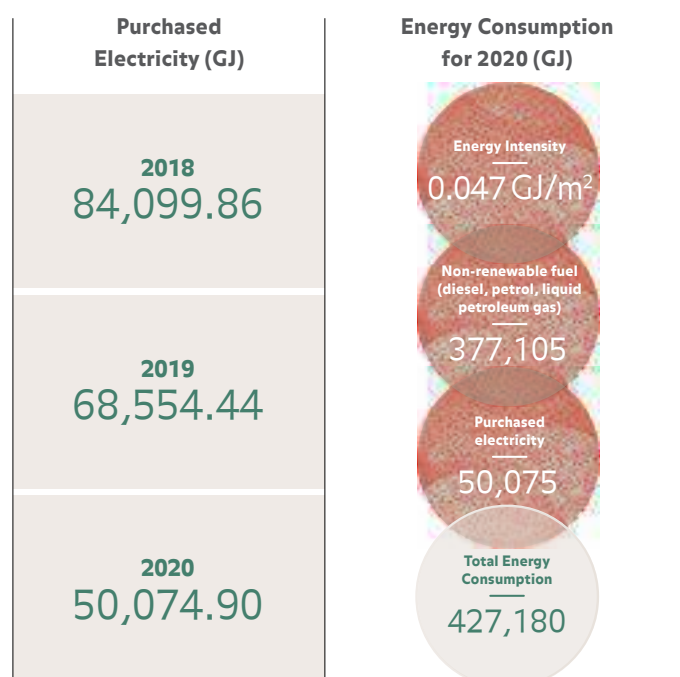 Purchased
Electricity (GJ)
2018
84,099.86
2019
68,554.44
2020
50,074.90
Energy Consumption
for 2020 (GJ)
Energy Intensity
0.047 GJ/m²
Non-renewable fuel
(diesel, petrol, liquid
petroleum gas)
377,105
Purchased
electricity
50,075
Total Energy
Consumption
427,180